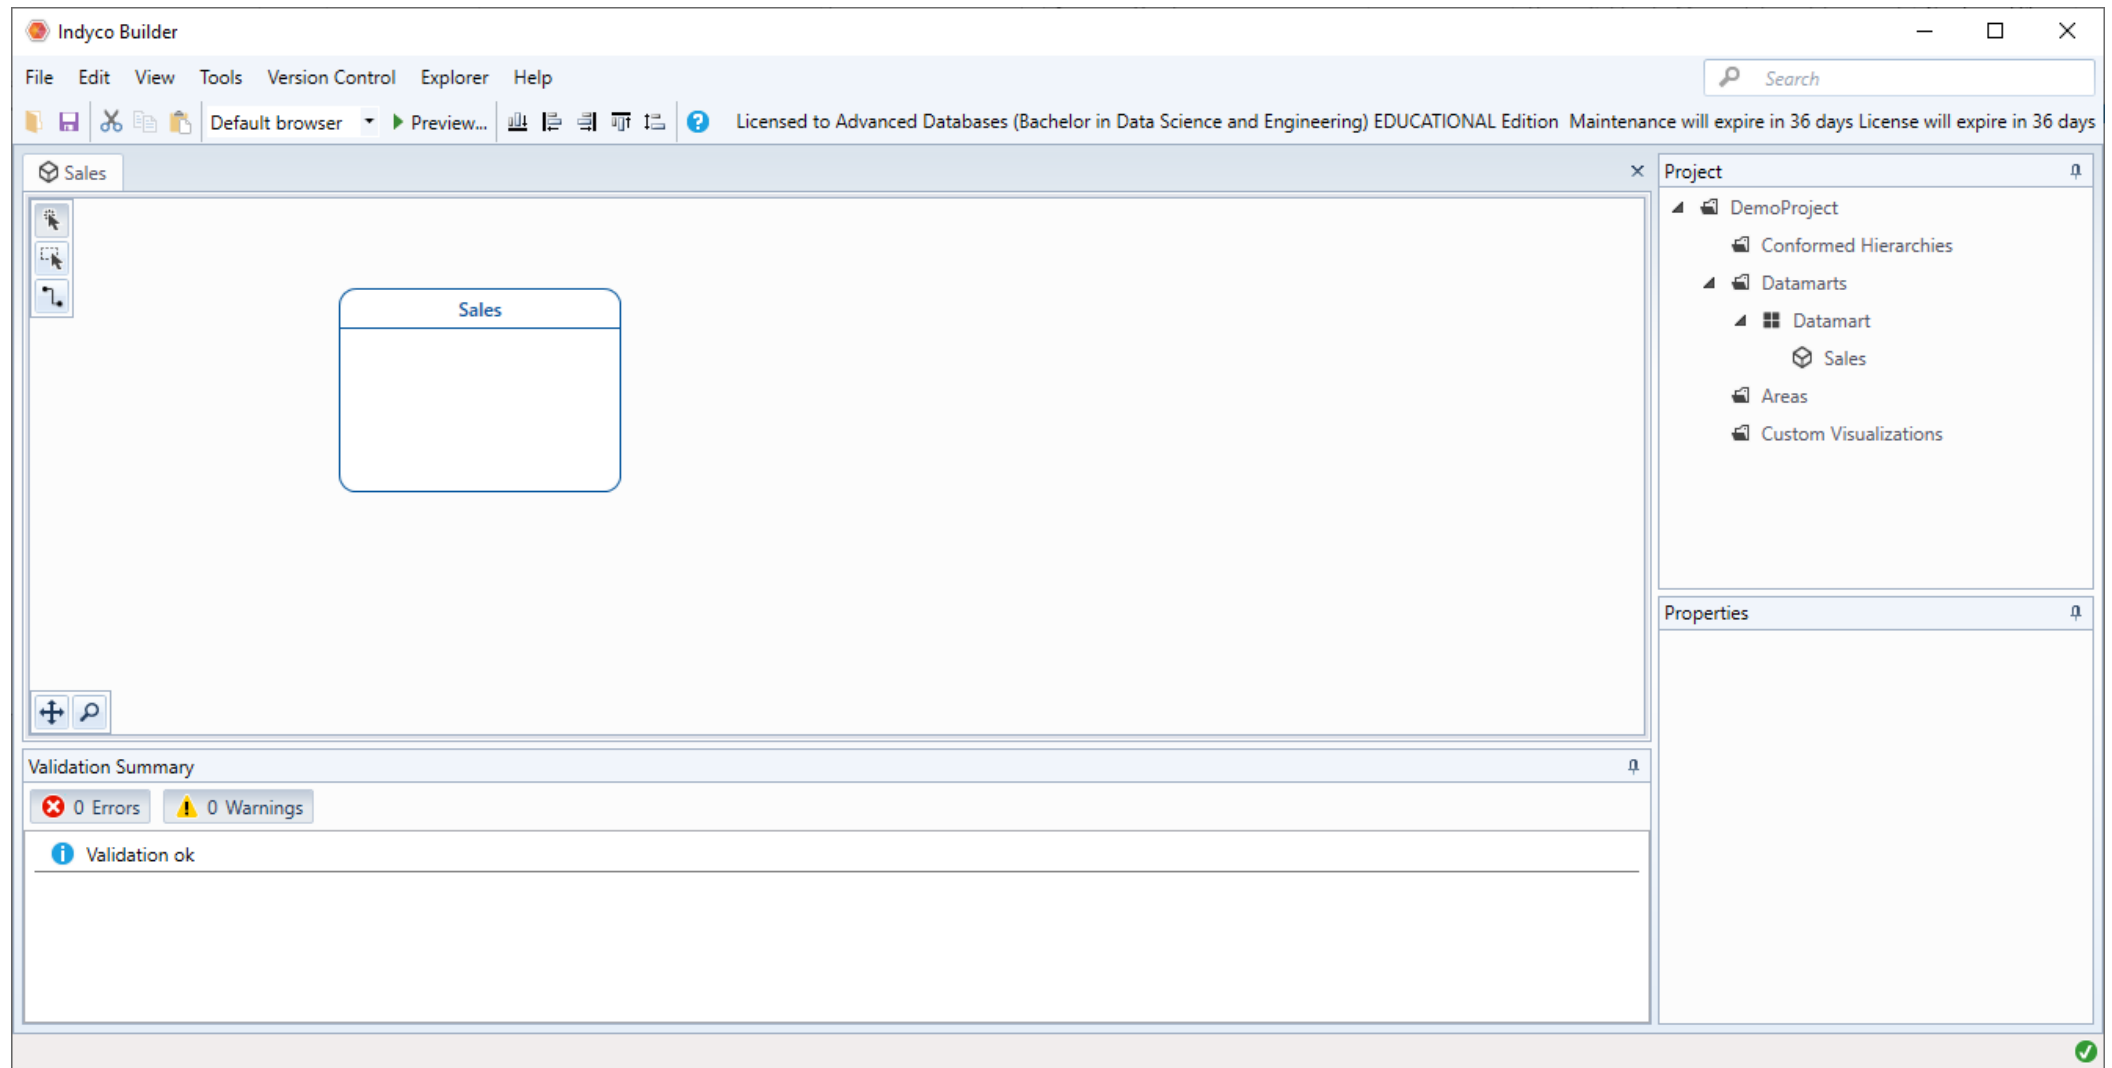 Indyco Builder
File Edit View Tools Version Control Explorer Help
Search
Default browser Preview... Licensed to Advanced Databases (Bachelor in Data Science and Engineering) EDUCATIONAL Edition Maintenance will expire in 36 days License will expire in 36 days
Sales
Sales
Project
DemoProject
Conformed Hierarchies
Datamarts
Datamart
Sales
Areas
Custom Visualizations
Properties
Validation Summary
0 Errors 0 Warnings
Validation ok